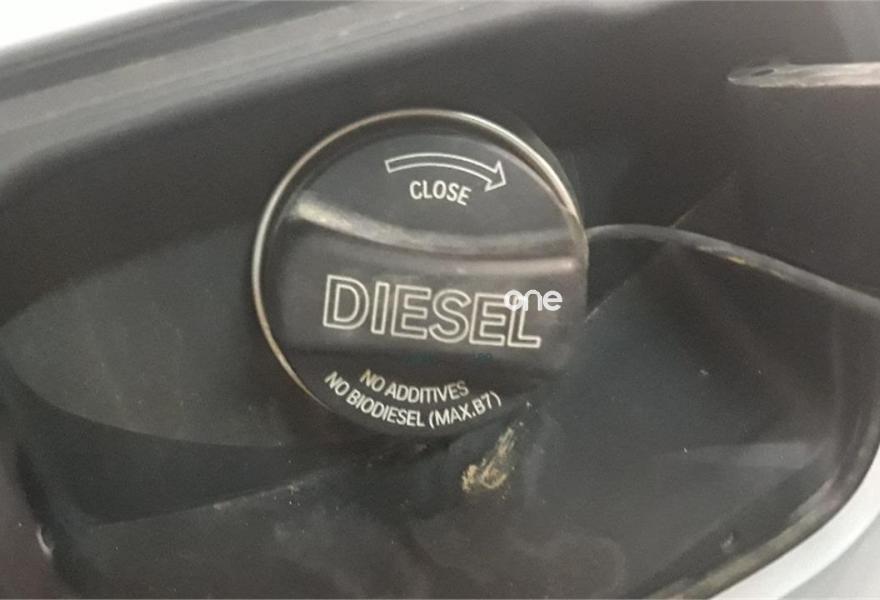 CLOSE
DIESEL
one
NO ADDITIVES
NO BIODIESEL (MAX.B7)